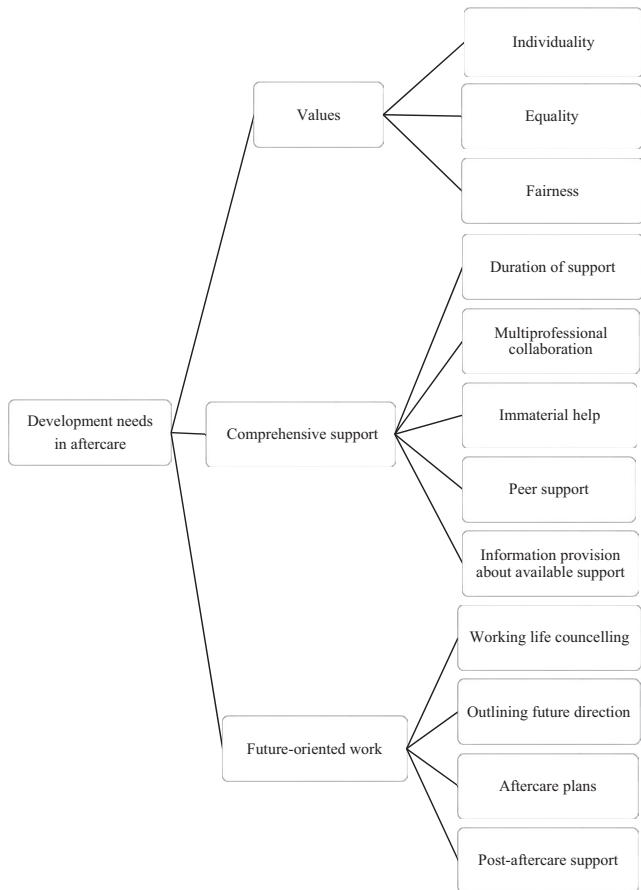 Individuality
Values
Equality
Fairness
Duration of support
Multiprofessional
collaboration
Development needs
in aftercare
Comprehensive support
Immaterial help
Peer support
Information provision
about available support
Working life councelling
Outlining future direction
Future-oriented work
Aftercare plans
Post-aftercare support